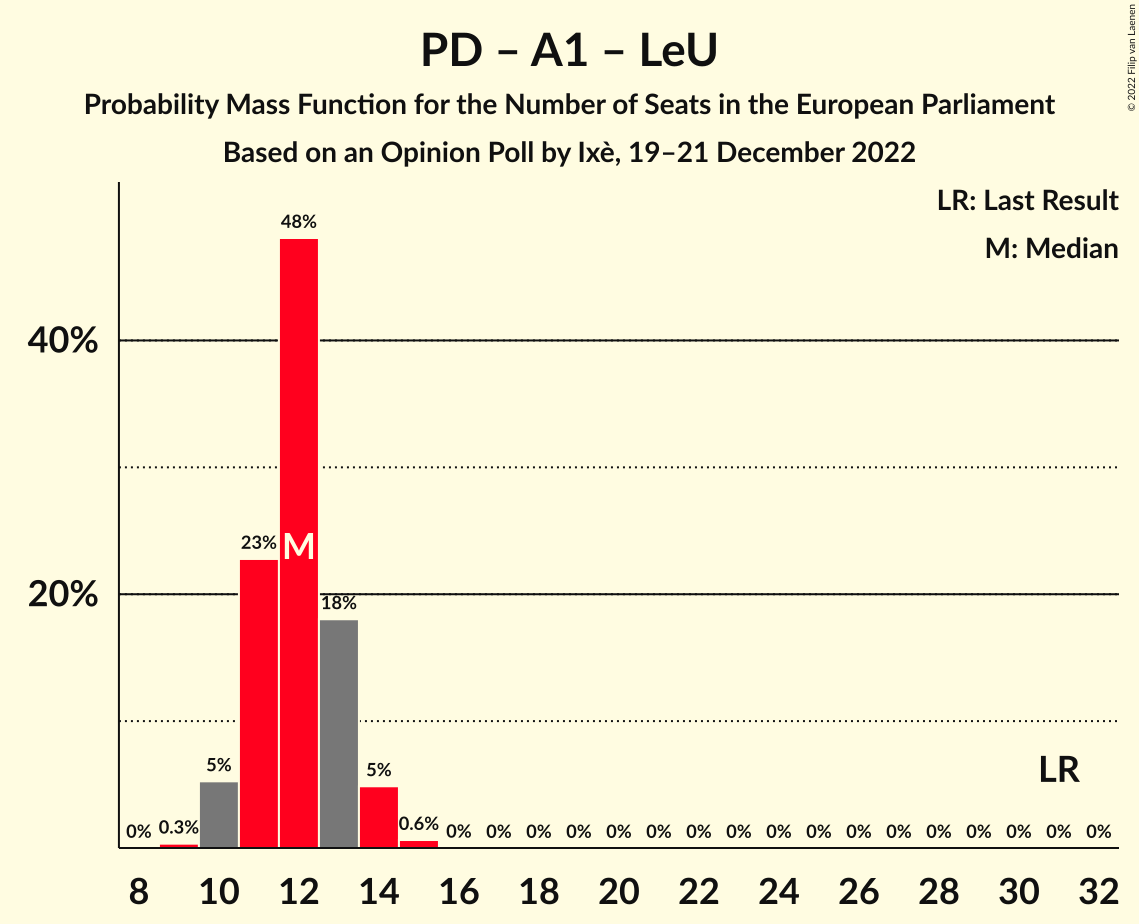 PD – A1 – LeU
Probability Mass Function for the Number of Seats in the European Parliament
Based on an Opinion Poll by Ixè, 19–21 December 2022
© 2022 Filip van Laenen
LR: Last Result
M: Median
40%
20%
0%
0.3%
5%
23%
48%
M
18%
5%
0.6%
0% 0% 0% 0% 0% 0% 0% 0% 0% 0% 0% 0% 0% 0% 0% 0% 0%
LR
8 10 12 14 16 18 20 22 24 26 28 30 32